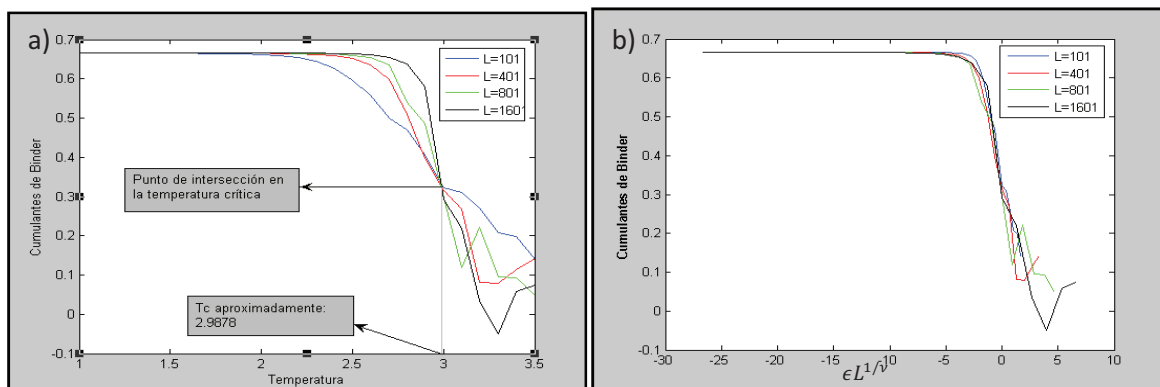 a)
0.7
0.6
0.5
0.4
0.3
0.2
0.1
0
-0.1
Cumulantes de Binder
L=101
L=401
L=801
L=1601
Punto de intersección en
la temperatura crítica
Tc aproximadamente:
2.9878
1
1.5
2
2.5
3
3.5
Temperatura
b)
0.7
0.6
0.5
0.4
0.3
0.2
0.1
0
-0.1
Cumulantes de Binder
L=101
L=401
L=801
L=1601
-30
-25
-20
-15
-10
-5
0
5
10
ϵL^{1/ν}